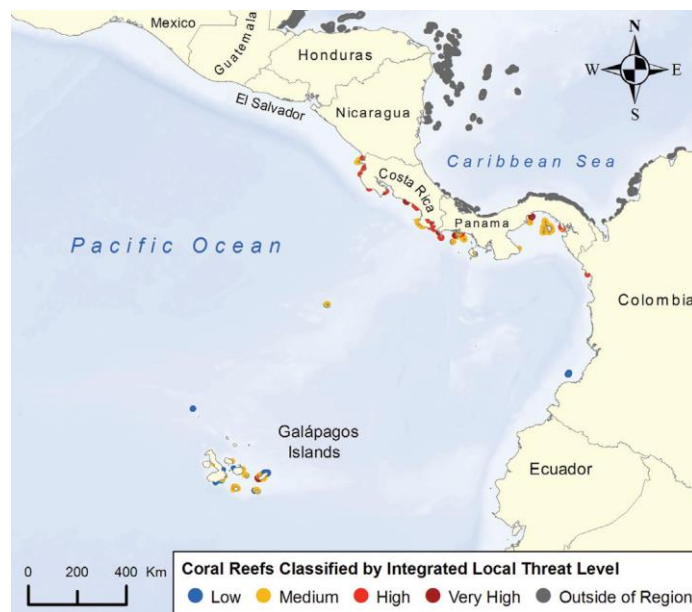 Mexico
Guatemala
Honduras
El Salvador
Nicaragua
N
W
E
S
Caribbean Sea
Costa Rica
Panama
Pacific Ocean
Colombia
Galápagos
Islands
Ecuador
0 200 400 Km
Coral Reefs Classified by Integrated Local Threat Level
Low Medium High Very High Outside of Region